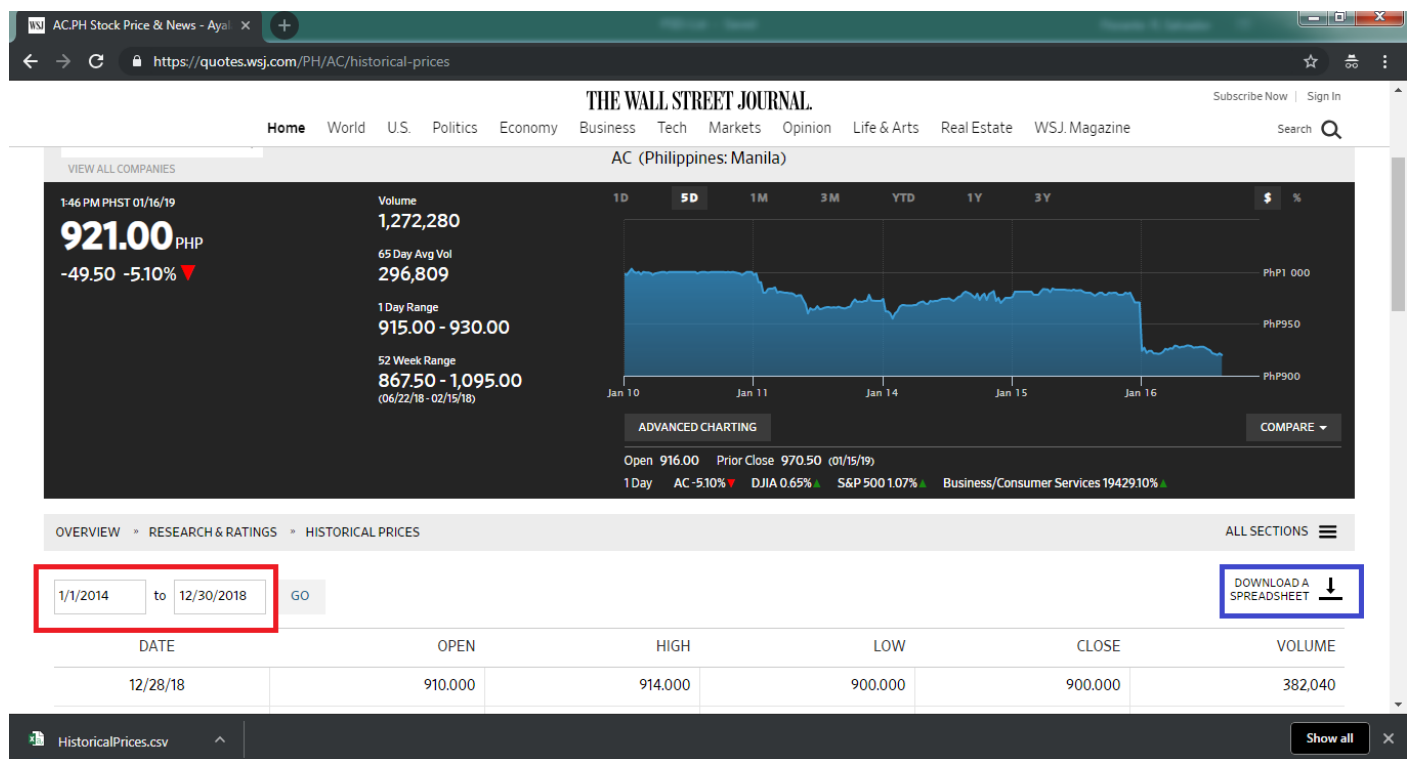 WSJ AC.PH Stock Price & News - Ayal
https://quotes.wsj.com/PH/AC/historical-prices
THE WALL STREET JOURNAL.
Subscribe Now | Sign In
Home World U.S. Politics Economy Business Tech Markets Opinion Life & Arts Real Estate WSJ. Magazine Search
VIEW ALL COMPANIES
AC (Philippines: Manila)
1:46 PM PHST 01/16/19
921.00 PHP
-49.50 -5.10%
Volume
1,272,280
65 Day Avg Vol
296,809
1 Day Range
915.00 - 930.00
52 Week Range
867.50 - 1,095.00
(06/22/18 - 02/15/18)
1D 5D 1M 3M YTD 1Y 3Y $ %
PhP1 000
PhP950
PhP900
Jan 10 Jan 11 Jan 14 Jan 15 Jan 16
ADVANCED CHARTING COMPARE
Open 916.00 Prior Close 970.50 (01/15/19)
1 Day AC -5.10% DJIA 0.65% S&P 500 1.07% Business/Consumer Services 19429.10%
OVERVIEW » RESEARCH & RATINGS » HISTORICAL PRICES ALL SECTIONS
1/1/2014 to 12/30/2018 GO
DOWNLOAD A
SPREADSHEET
DATE OPEN HIGH LOW CLOSE VOLUME
12/28/18 910.000 914.000 900.000 900.000 382,040
HistoricalPrices.csv Show all